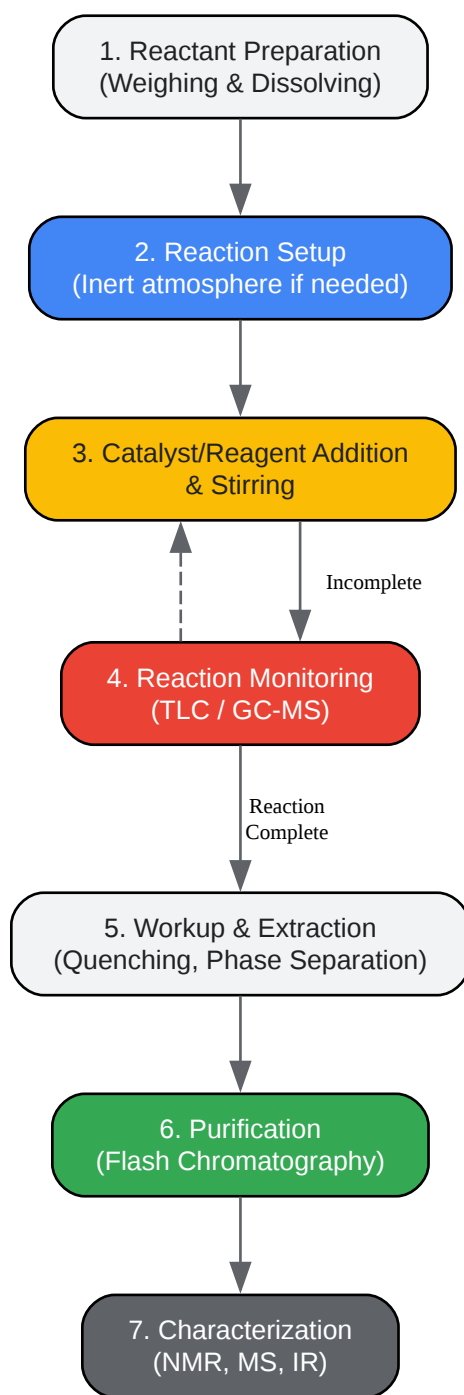 1. Reactant Preparation
(Weighing & Dissolving)
2. Reaction Setup
(Inert atmosphere if needed)
3. Catalyst/Reagent Addition
& Stirring
Incomplete
4. Reaction Monitoring
(TLC / GC-MS)
Reaction
Complete
5. Workup & Extraction
(Quenching, Phase Separation)
6. Purification
(Flash Chromatography)
7. Characterization
(NMR, MS, IR)